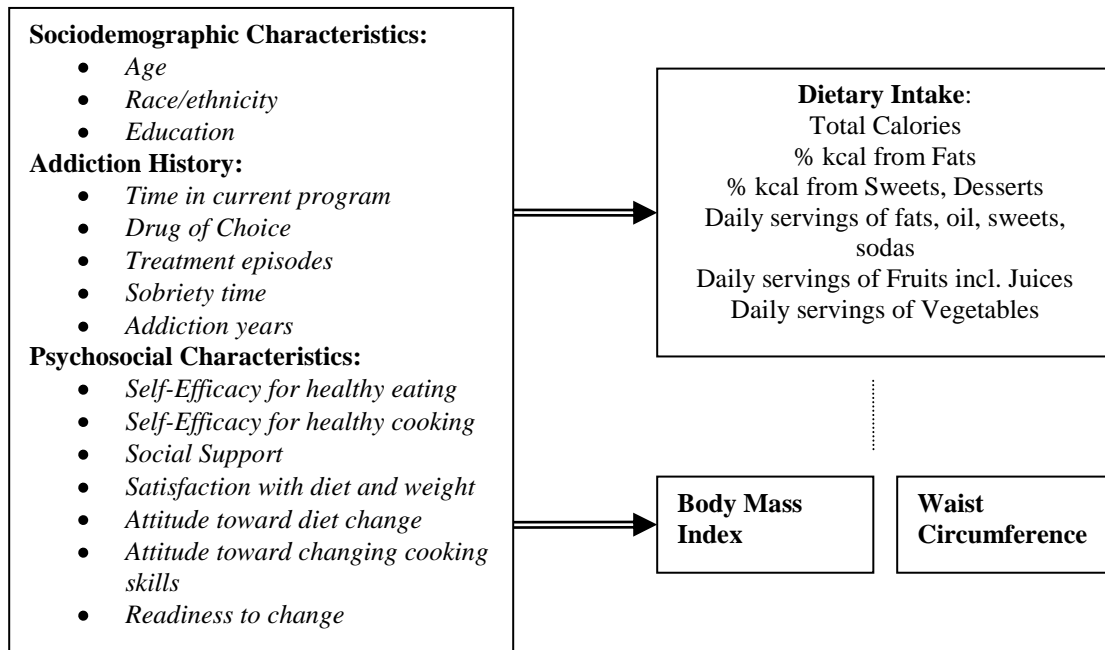 Sociodemographic Characteristics:
• Age
• Race/ethnicity
• Education
Addiction History:
• Time in current program
• Drug of Choice
• Treatment episodes
• Sobriety time
• Addiction years
Psychosocial Characteristics:
• Self-Efficacy for healthy eating
• Self-Efficacy for healthy cooking
• Social Support
• Satisfaction with diet and weight
• Attitude toward diet change
• Attitude toward changing cooking
skills
• Readiness to change
Dietary Intake:
Total Calories
% kcal from Fats
% kcal from Sweets, Desserts
Daily servings of fats, oil, sweets,
sodas
Daily servings of Fruits incl. Juices
Daily servings of Vegetables
Body Mass
Index
Waist
Circumference